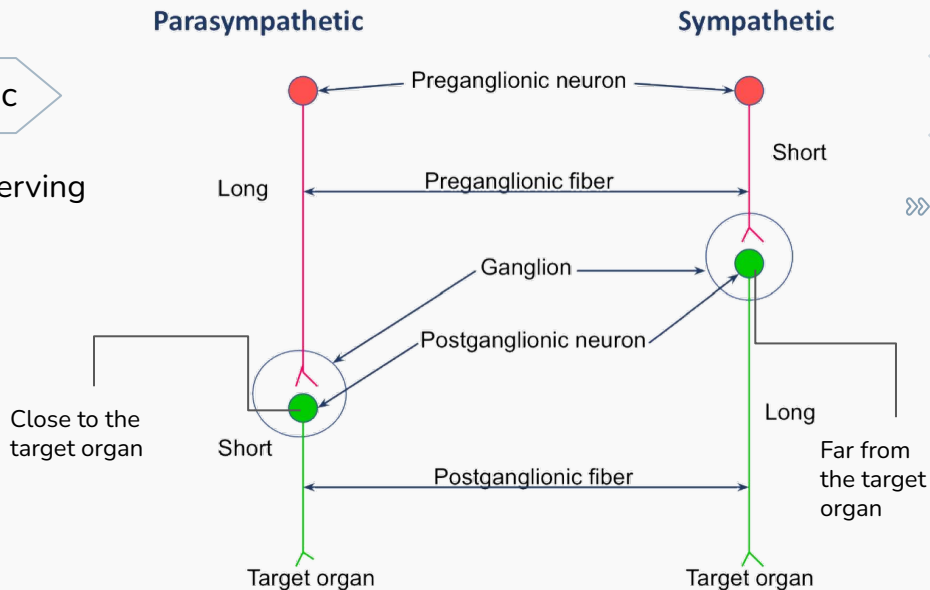 Parasympathetic
Sympathetic
c
Preganglionic neuron
Short
erving
Long
Preganglionic fiber
Ganglion
Postganglionic neuron
Close to the
target organ
Short
Long
Far from
the target
organ
Postganglionic fiber
Target organ
Target organ